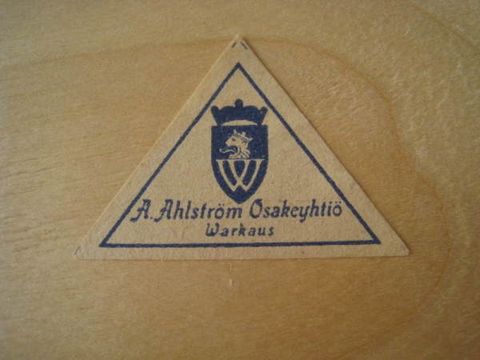 W
A. Ahlström Osakeyhtiö
Warkaus